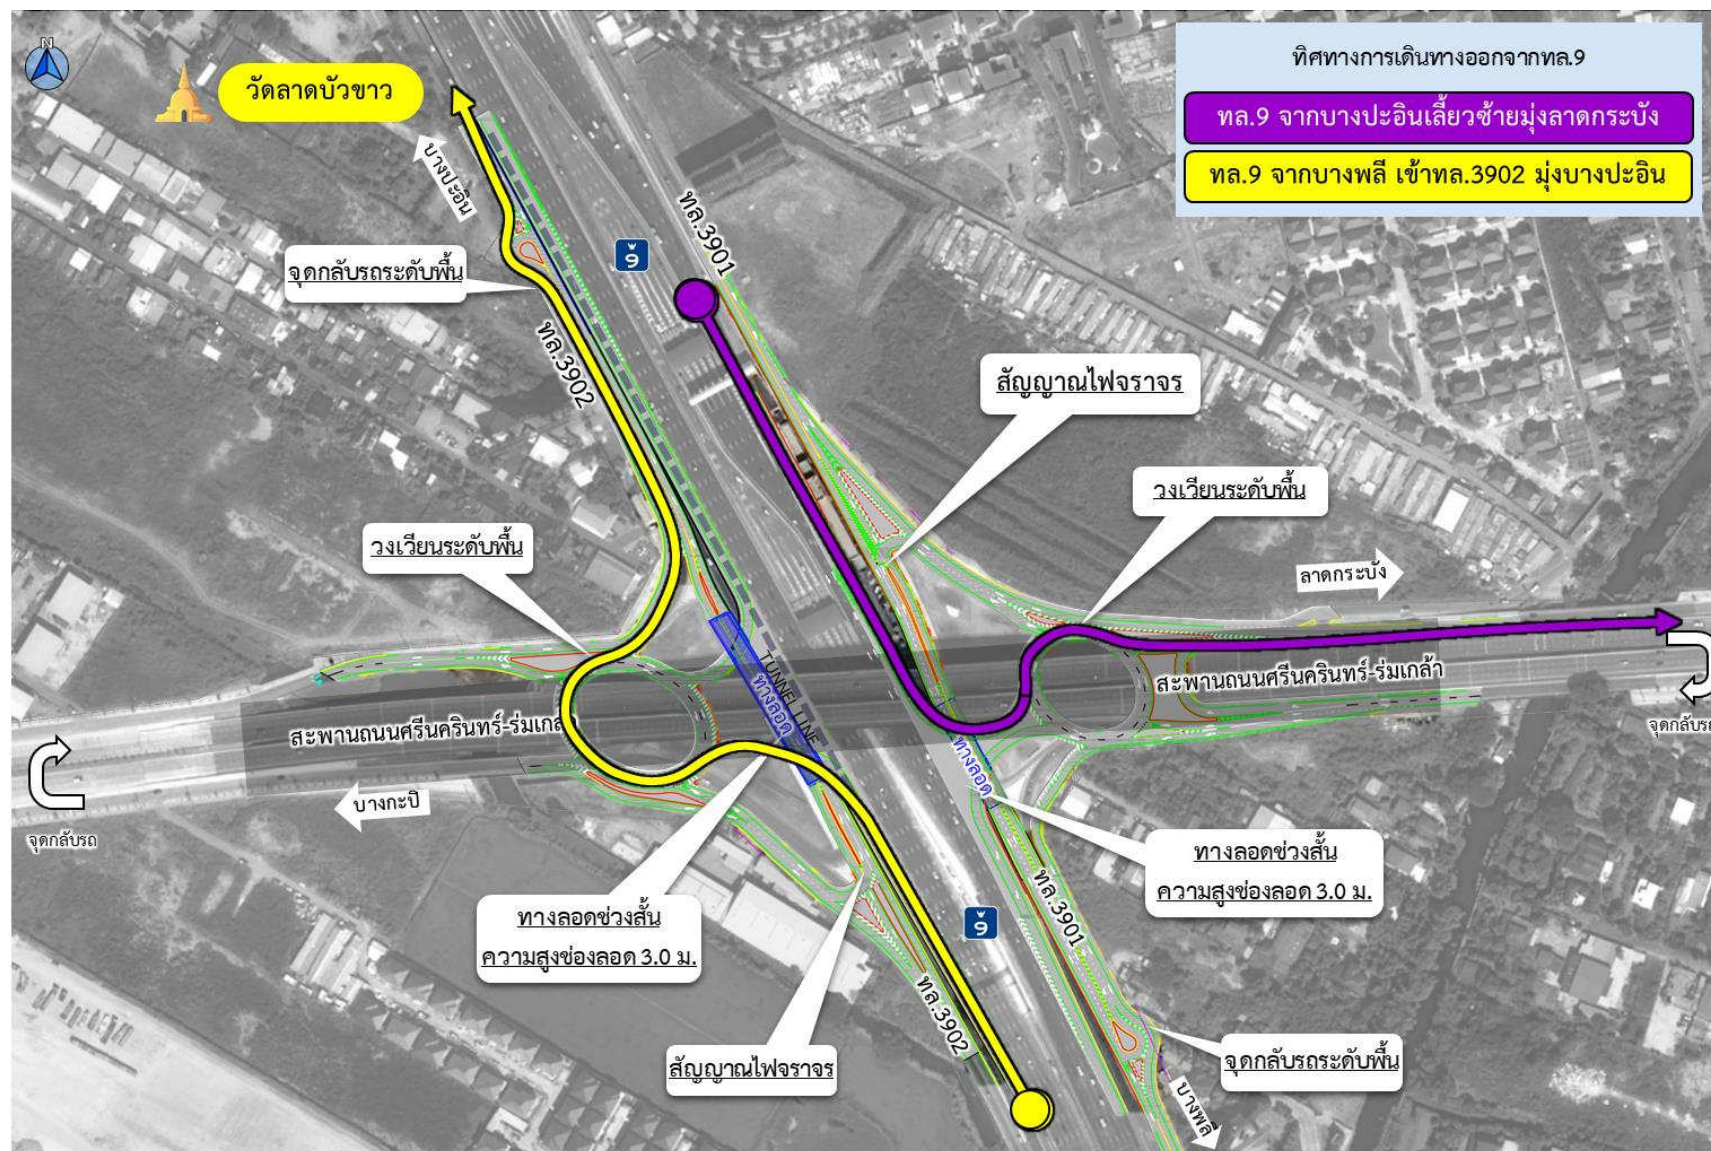 N
วัดลาดบัวขาว
ทิศทางการเดินทางออกจากทล.9
ทล.9 จากบางปะอินเลี้ยวซ้ายมุ่งลาดกระบัง
ทล.9 จากบางพลี เข้าทล.3902 มุ่งบางปะอิน
บางปะอิน
ทล.3901
9
จุดกลับรถระดับพื้น
ทล.3902
สัญญาณไฟจราจร
วงเวียนระดับพื้น
วงเวียนระดับพื้น
ลาดกระบัง
TUNNEL LINE
ทางลอด
สะพานถนนศรีนครินทร์-ร่มเกล้า
สะพานถนนศรีนครินทร์-ร่มเกล้า
จุดกลับรถ
ทางลอด
บางกะปิ
จุดกลับรถ
ทางลอดช่วงสั้น
ความสูงช่องลอด 3.0 ม.
ทล.3901
ทางลอดช่วงสั้น
ความสูงช่องลอด 3.0 ม.
9
ทล.3902
จุดกลับรถระดับพื้น
สัญญาณไฟจราจร
บางพลี